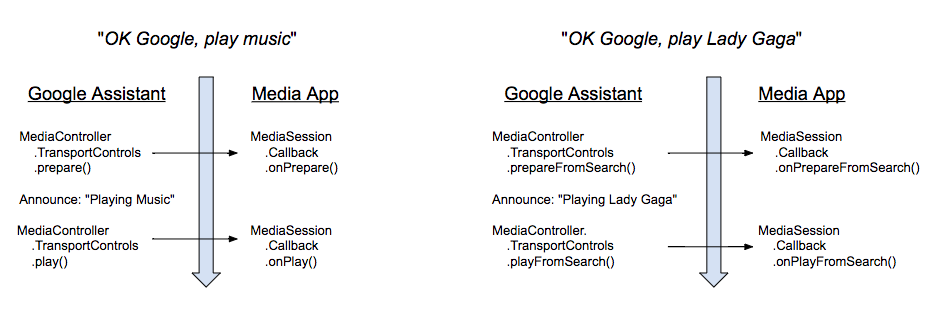 "OK Google, play music"
Google Assistant
Media App
MediaController
.TransportControls
.prepare()
MediaSession
.Callback
.onPrepare()
Announce: "Playing Music"
MediaController
.TransportControls
.play()
MediaSession
.Callback
.onPlay()
"OK Google, play Lady Gaga"
Google Assistant
Media App
MediaController
.TransportControls
.prepareFromSearch()
MediaSession
.Callback
.onPrepareFromSearch()
Announce: "Playing Lady Gaga"
MediaController.
.TransportControls
.playFromSearch()
MediaSession
.Callback
.onPlayFromSearch()